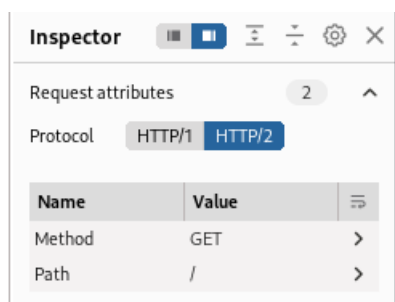 Inspector
Request attributes 2
Protocol HTTP/1 HTTP/2
Name Value
Method GET
Path /